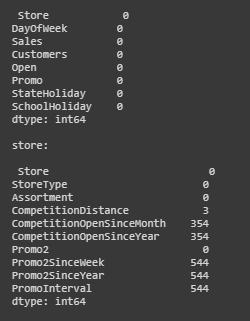 Store 0
DayOfWeek 0
Sales 0
Customers 0
Open 0
Promo 0
StateHoliday 0
SchoolHoliday 0
dtype: int64
store:
Store 0
StoreType 0
Assortment 0
CompetitionDistance 3
CompetitionOpenSinceMonth 354
CompetitionOpenSinceYear 354
Promo2 0
Promo2SinceWeek 544
Promo2SinceYear 544
PromoInterval 544
dtype: int64